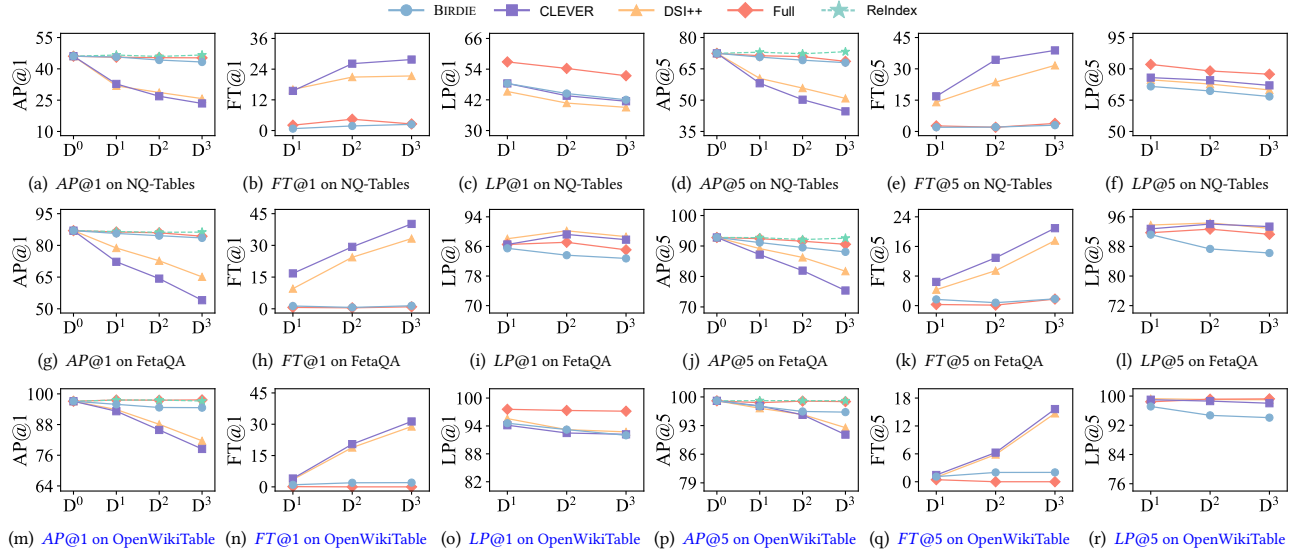 BIRDIE CLEVER DSI++ Full ReIndex
AP@1 55 40 25 10 D⁰ D¹ D² D³
FT@1 36 24 12 0 D¹ D² D³
LP@1 66 54 42 30 D¹ D² D³
AP@5 80 65 50 35 D⁰ D¹ D² D³
FT@5 45 30 15 0 D¹ D² D³
LP@5 90 80 70 60 50 D¹ D² D³
(a) AP@1 on NQ-Tables (b) FT@1 on NQ-Tables (c) LP@1 on NQ-Tables (d) AP@5 on NQ-Tables (e) FT@5 on NQ-Tables (f) LP@5 on NQ-Tables
AP@1 95 80 65 50 D⁰ D¹ D² D³
FT@1 45 30 15 0 D¹ D² D³
LP@1 91 84 77 70 D¹ D² D³
AP@5 100 90 80 70 D⁰ D¹ D² D³
FT@5 24 16 8 0 D¹ D² D³
LP@5 96 88 80 72 D¹ D² D³
(g) AP@1 on FetaQA (h) FT@1 on FetaQA (i) LP@1 on FetaQA (j) AP@5 on FetaQA (k) FT@5 on FetaQA (l) LP@5 on FetaQA
AP@1 100 88 76 64 D⁰ D¹ D² D³
FT@1 45 30 15 0 D¹ D² D³
LP@1 100 94 88 82 D¹ D² D³
AP@5 100 93 86 79 D⁰ D¹ D² D³
FT@5 18 12 6 0 D¹ D² D³
LP@5 100 92 84 76 D¹ D² D³
(m) AP@1 on OpenWikiTable (n) FT@1 on OpenWikiTable (o) LP@1 on OpenWikiTable (p) AP@5 on OpenWikiTable (q) FT@5 on OpenWikiTable (r) LP@5 on OpenWikiTable